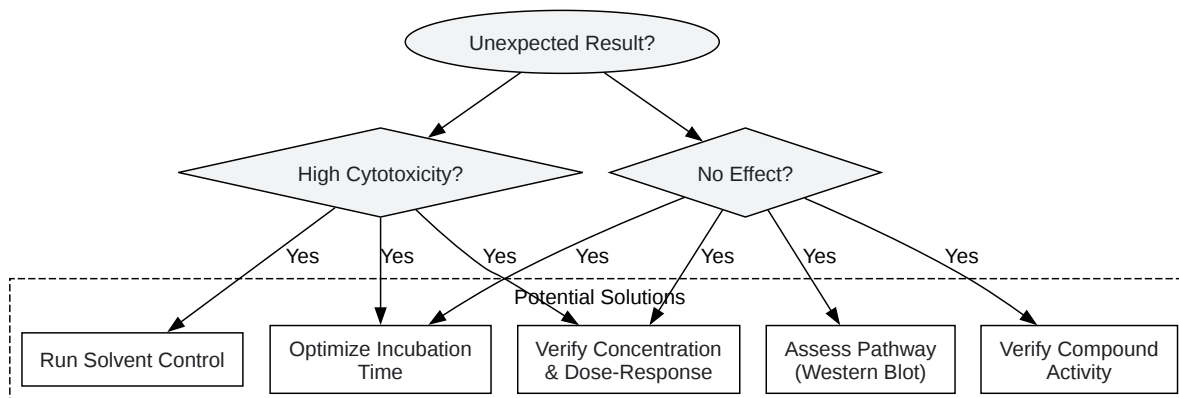 Unexpected Result?
High Cytotoxicity?
No Effect?
Yes
Yes
Yes
Yes
Yes
Yes
Yes
Potential Solutions
Run Solvent Control
Optimize Incubation
Time
Verify Concentration
& Dose-Response
Assess Pathway
(Western Blot)
Verify Compound
Activity